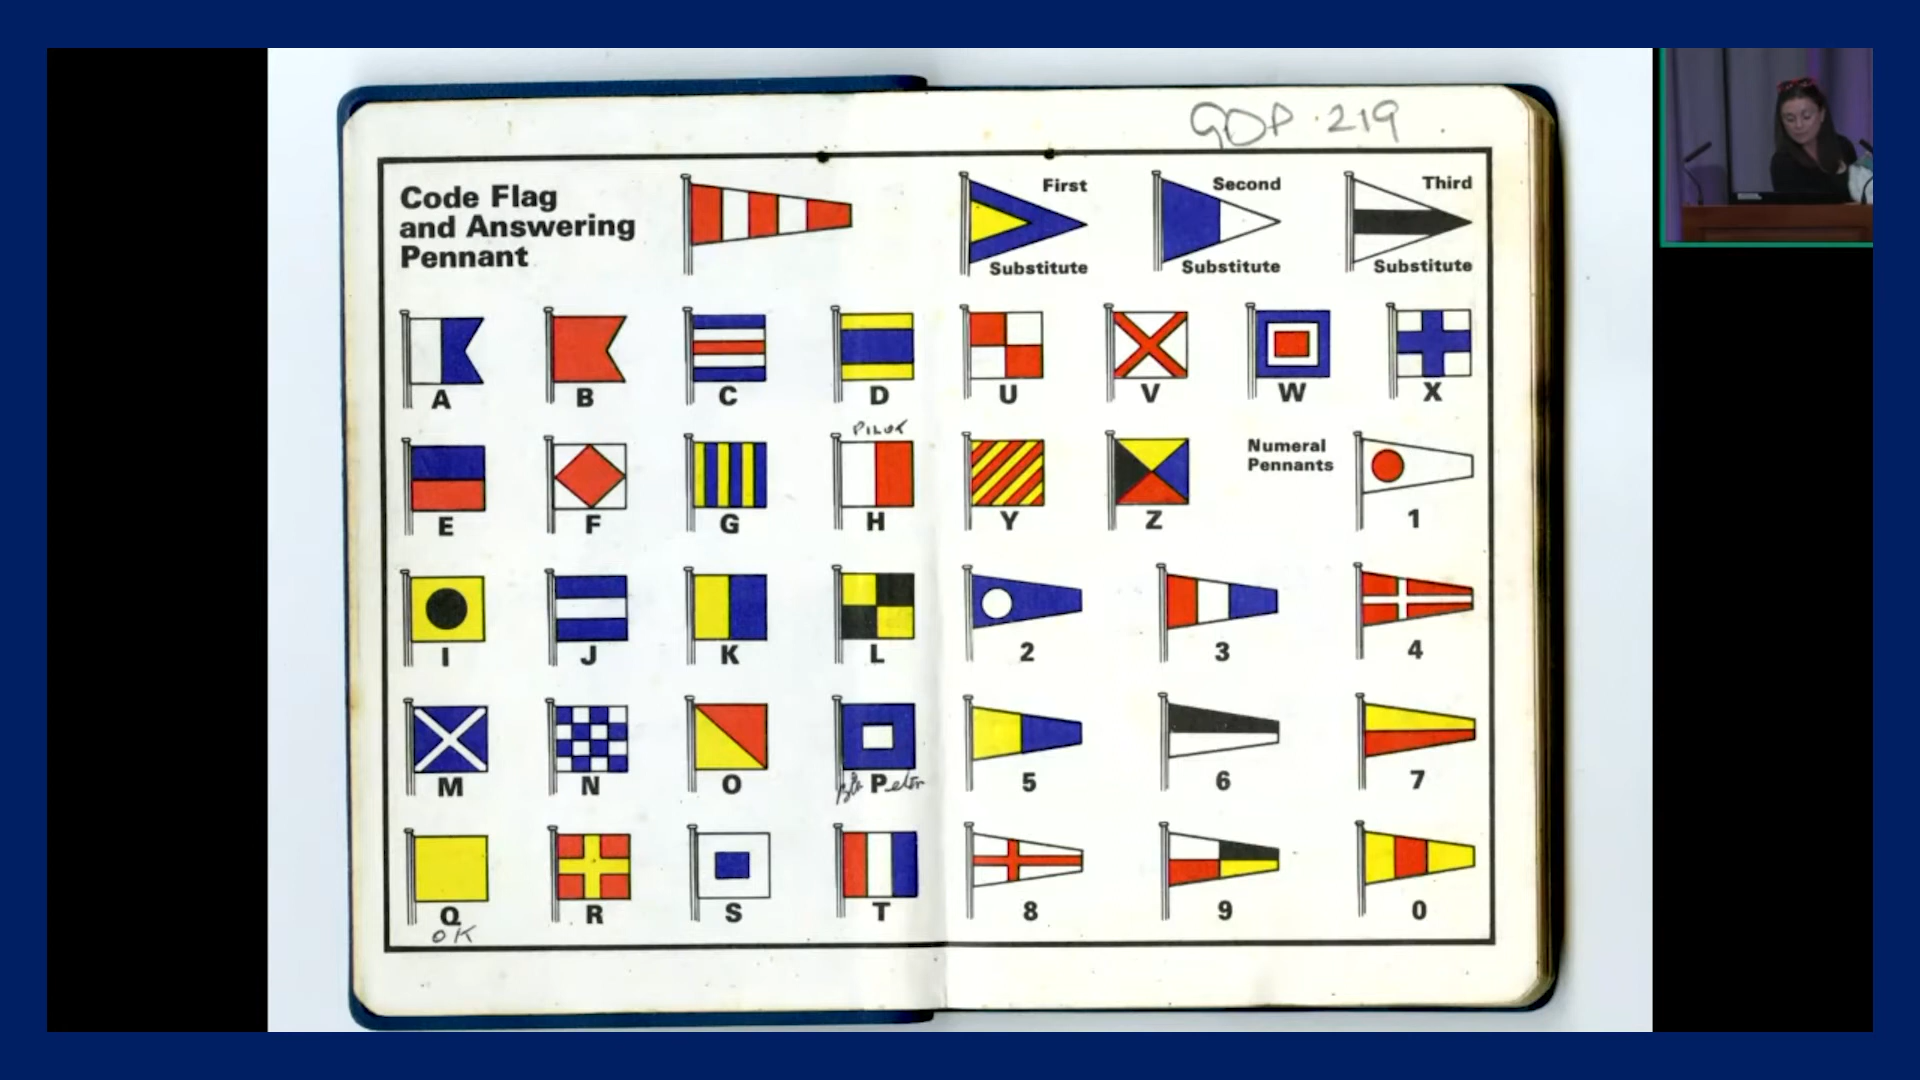 GDP · 219
Code Flag
and Answering
Pennant
First
Substitute
Second
Substitute
Third
Substitute
A B C D U V W X
PILOT
E F G H Y Z
Numeral
Pennants
1
I J K L 2 3 4
M N O P 5 6 7
Peter
Q R S T 8 9 0
OK